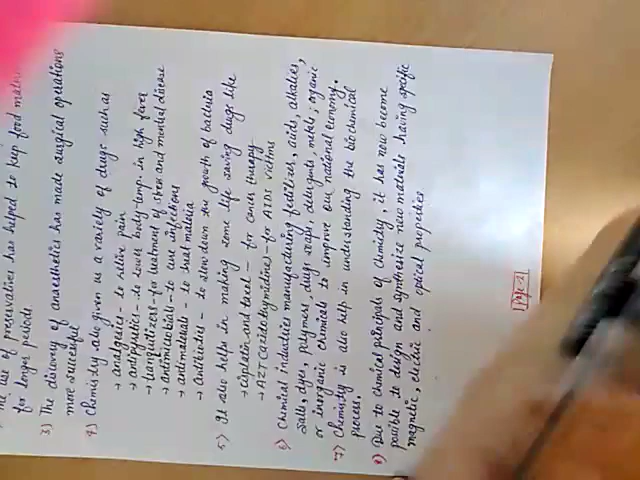 use of preservatives has helped to keep food
for longer periods
3) The discovery of anaesthetics has made surgical operations
more successful
4) Chemistry also given us a variety of drugs such as
→ analgesics - to relive pain
→ antipyretics - to lower body temp. in high fever
→ tranquilizers - for treatment of stress and mental disease
→ antimicrobials - to cure infections
→ antimalarials - to treat malaria
→ Antibiotics - to slow down the growth of bacteria
5) It also helps in making some life saving drugs like
→ cisplatin and taxol - for cancer therapy
→ AZT (azidothymidine) - for AIDs victims
6) Chemical industries manufacturing fertilizers, acids, alkalies,
salts, dyes, polymers, drugs, soaps, detergents, metals, organic
or inorganic chemicals to improve our national economy.
7) Chemistry is also help in understanding the biochemical
process.
8) Due to chemical principals of Chemistry, it has now become
possible to design and synthesise new materials having specific
magnetic, electric and optical properties
Page-2